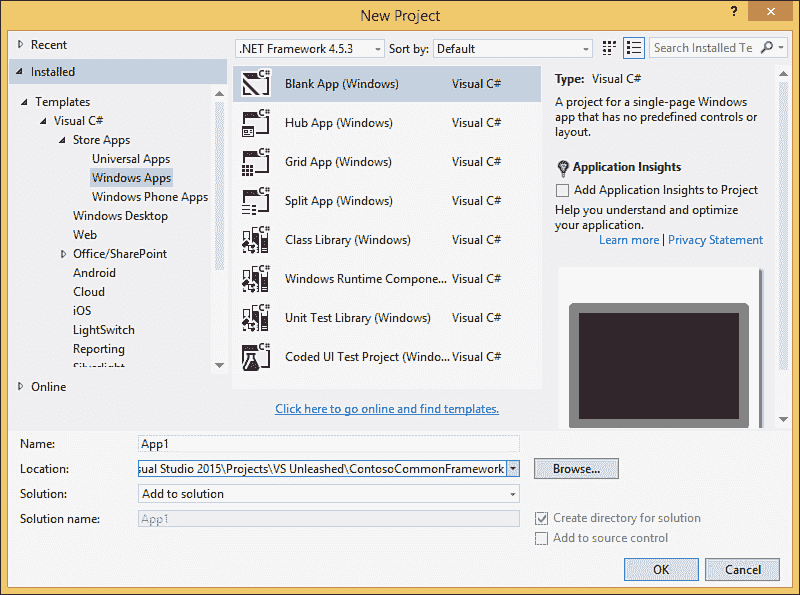 New Project
? ×
Recent
.NET Framework 4.5.3 Sort by: Default Search Installed Te
Installed
Templates
Visual C#
Store Apps
Universal Apps
Windows Apps
Windows Phone Apps
Windows Desktop
Web
Office/SharePoint
Android
Cloud
iOS
LightSwitch
Reporting
Silverlight
Online
C# Blank App (Windows) Visual C#
C# Hub App (Windows) Visual C#
C# Grid App (Windows) Visual C#
C# Split App (Windows) Visual C#
C# Class Library (Windows) Visual C#
C# Windows Runtime Compone... Visual C#
C# Unit Test Library (Windows) Visual C#
C# Coded UI Test Project (Windo... Visual C#
Click here to go online and find templates.
Type: Visual C#
A project for a single-page Windows
app that has no predefined controls or
layout.
Application Insights
Add Application Insights to Project
Help you understand and optimize
your application.
Learn more | Privacy Statement
Name: App1
Location: sual Studio 2015\Projects\VS Unleashed\ContosoCommonFramework Browse...
Solution: Add to solution
Solution name: App1
Create directory for solution
Add to source control
OK Cancel